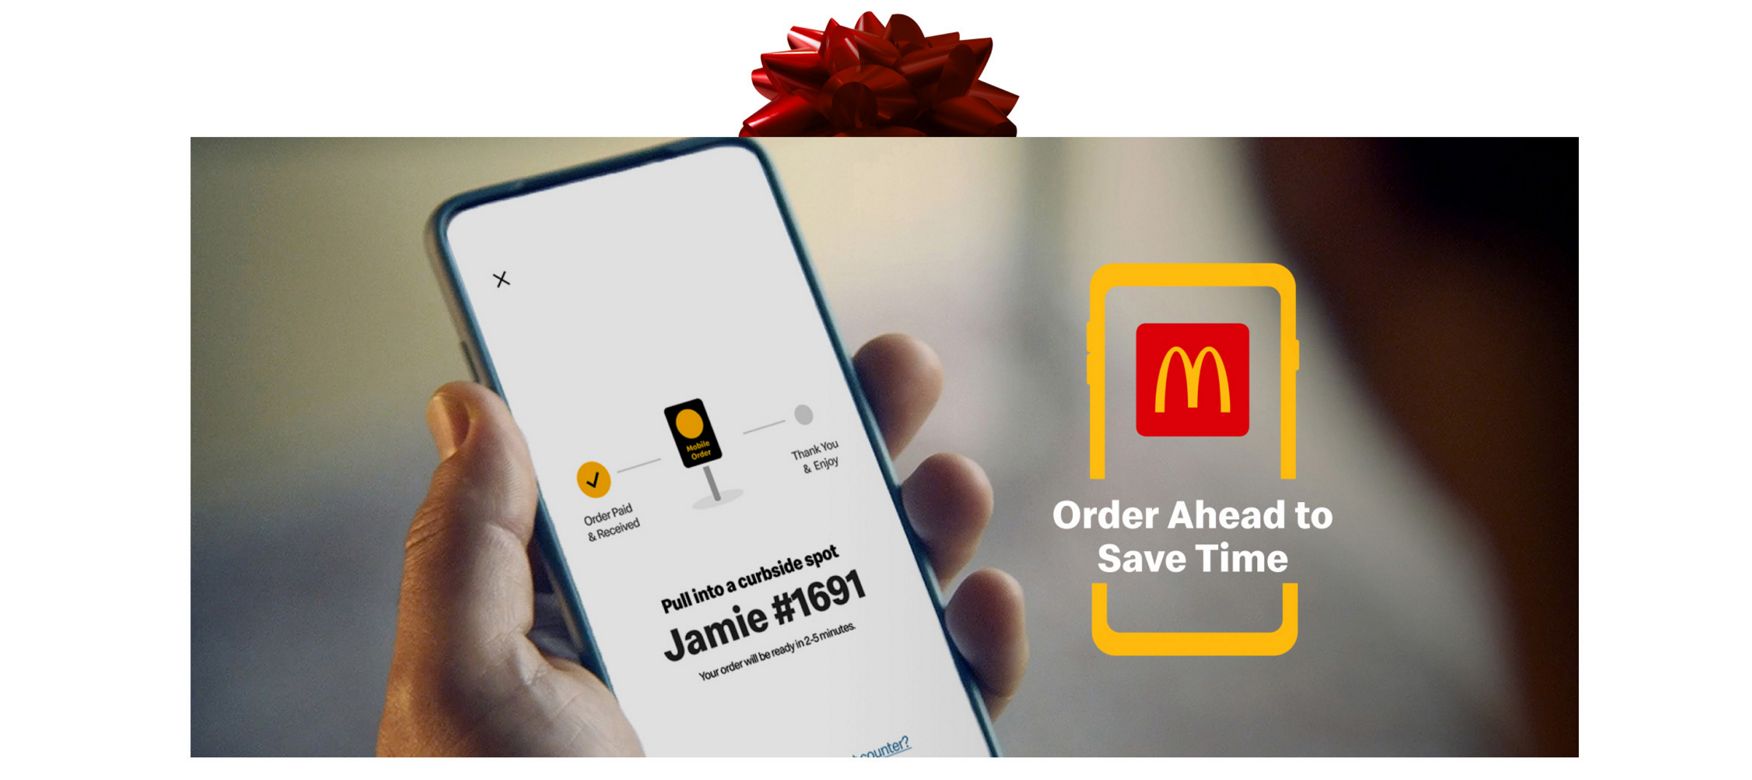 Mobile
Order
Order Paid
& Received
Thank You
& Enjoy
Pull into a curbside spot
Jamie #1691
Your order will be ready in 2-5 minutes.
counter?
Order Ahead to
Save Time